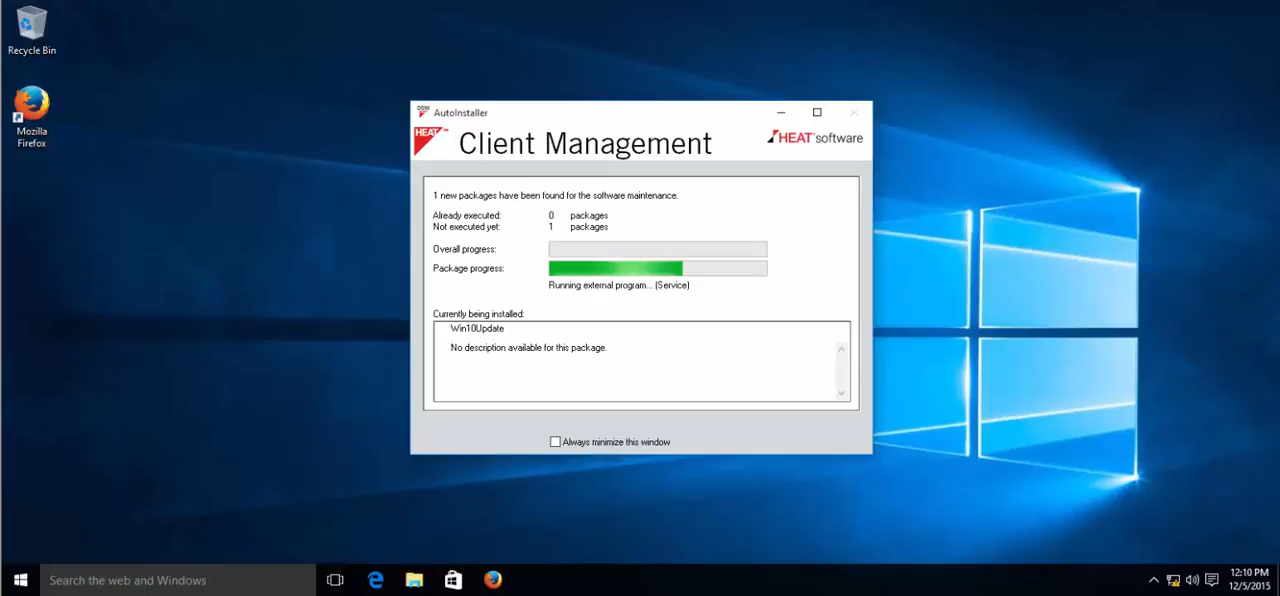 Recycle Bin
Mozilla
Firefox
DSM
AutoInstaller
HEAT™
Client Management
HEAT software
1 new packages have been found for the software maintenance.
Already executed: 0 packages
Not executed yet: 1 packages
Overall progress:
Package progress:
Running external program... (Service)
Currently being installed:
Win10Update
No description available for this package.
Always minimize this window
Search the web and Windows
12:10 PM
12/5/2015